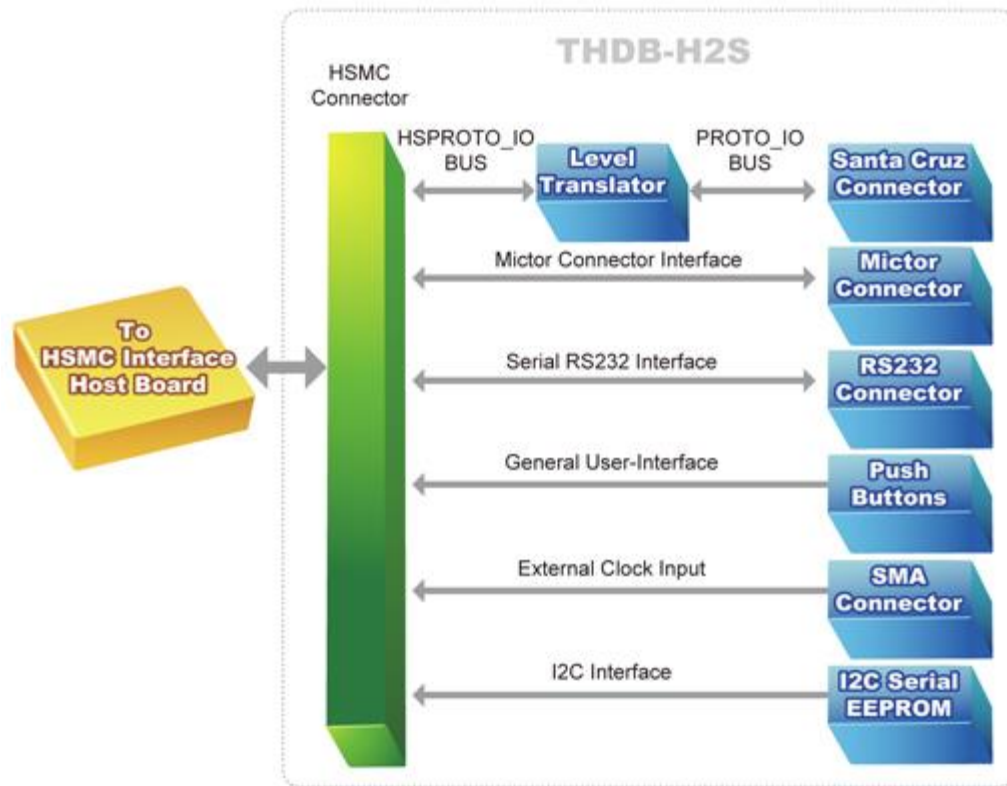 THDB-H2S
HSMC
Connector
HSPROTO_IO
BUS
Level
Translator
PROTO_IO
BUS
Santa Cruz
Connector
Mictor Connector Interface
Mictor
Connector
To
HSMC Interface
Host Board
Serial RS232 Interface
RS232
Connector
General User-Interface
Push
Buttons
External Clock Input
SMA
Connector
I2C Interface
I2C Serial
EEPROM